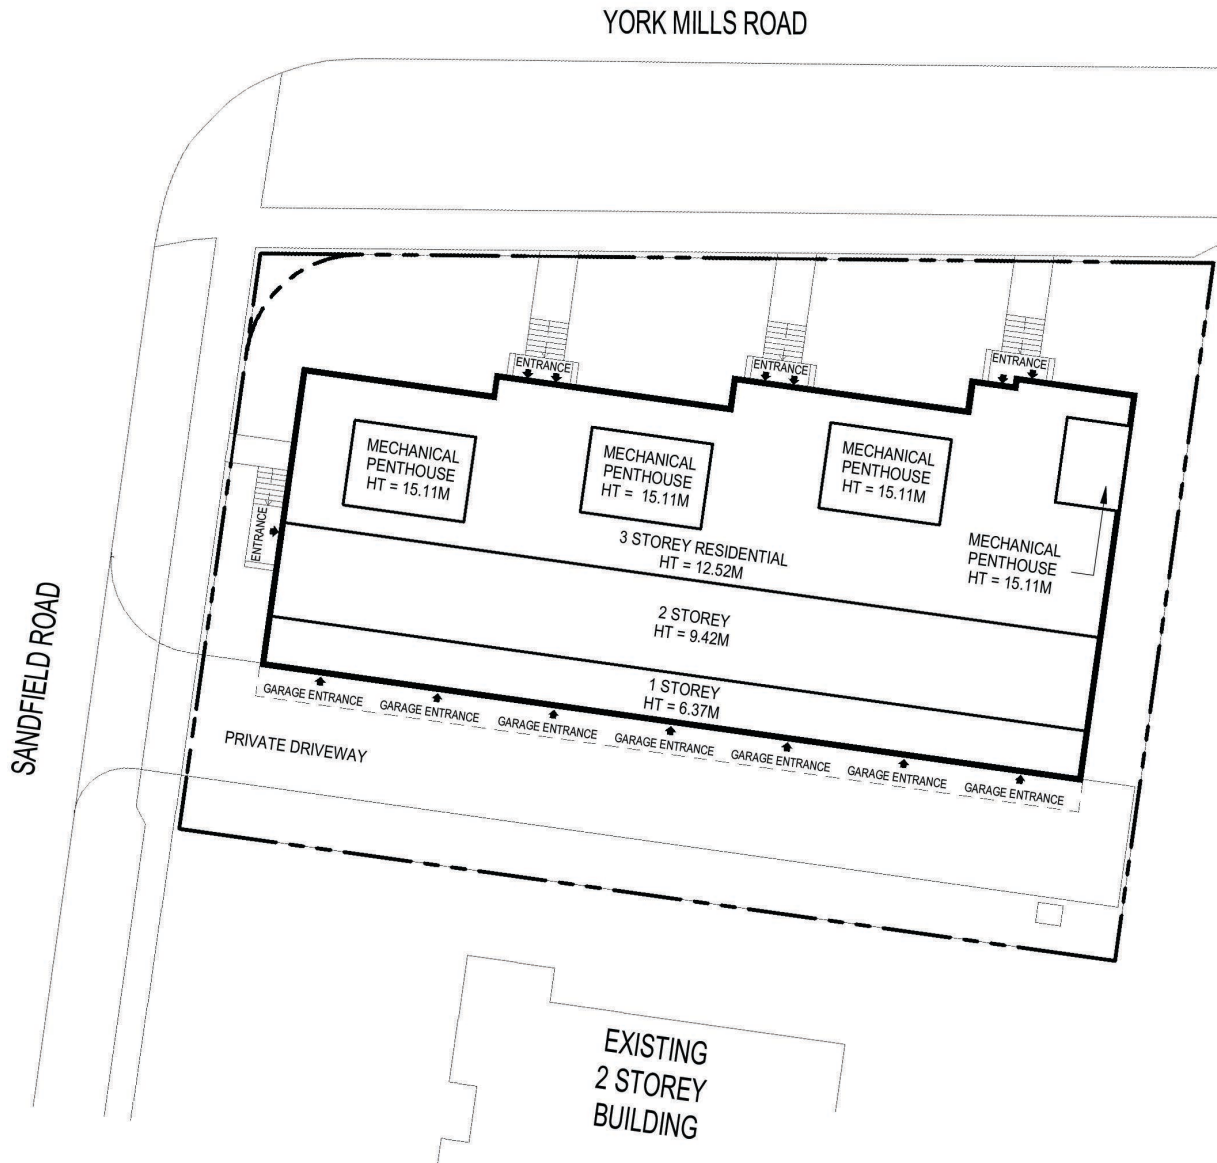 YORK MILLS ROAD
ENTRANCE
ENTRANCE
ENTRANCE
MECHANICAL
PENTHOUSE
HT = 15.11M
MECHANICAL
PENTHOUSE
HT = 15.11M
MECHANICAL
PENTHOUSE
HT = 15.11M
MECHANICAL
PENTHOUSE
HT = 15.11M
ENTRANCE
3 STOREY RESIDENTIAL
HT = 12.52M
2 STOREY
HT = 9.42M
1 STOREY
HT = 6.37M
SANDFIELD ROAD
GARAGE ENTRANCE
GARAGE ENTRANCE
GARAGE ENTRANCE
GARAGE ENTRANCE
GARAGE ENTRANCE
GARAGE ENTRANCE
GARAGE ENTRANCE
PRIVATE DRIVEWAY
EXISTING
2 STOREY
BUILDING